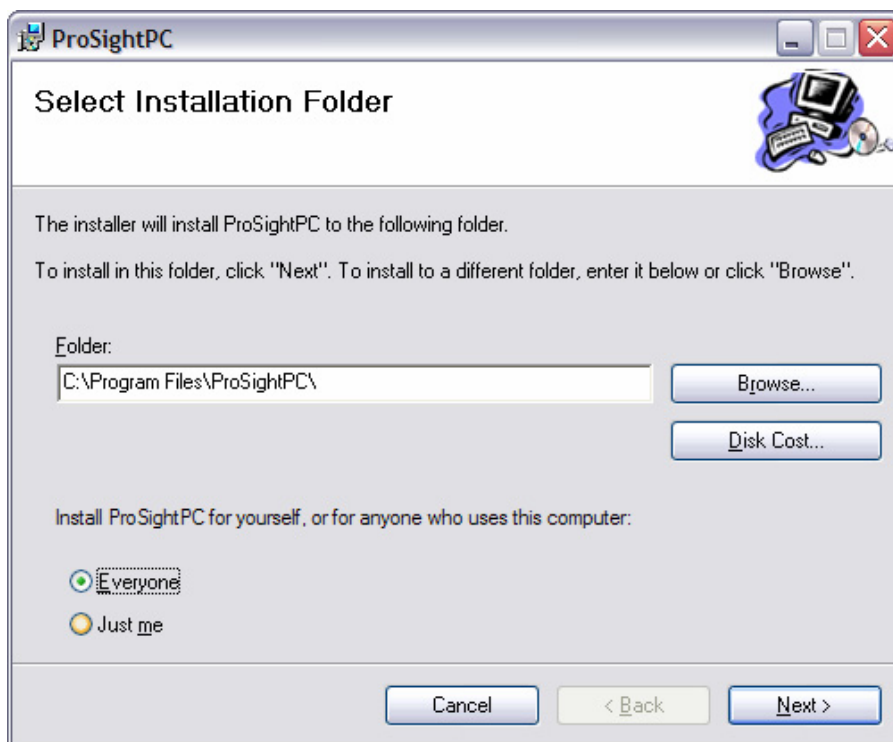 ProSightPC
Select Installation Folder
The installer will install ProSightPC to the following folder.
To install in this folder, click "Next". To install to a different folder, enter it below or click "Browse".
Folder:
C:\Program Files\ProSightPC\
Browse...
Disk Cost...
Install ProSightPC for yourself, or for anyone who uses this computer:
Everyone
Just me
Cancel
< Back
Next >